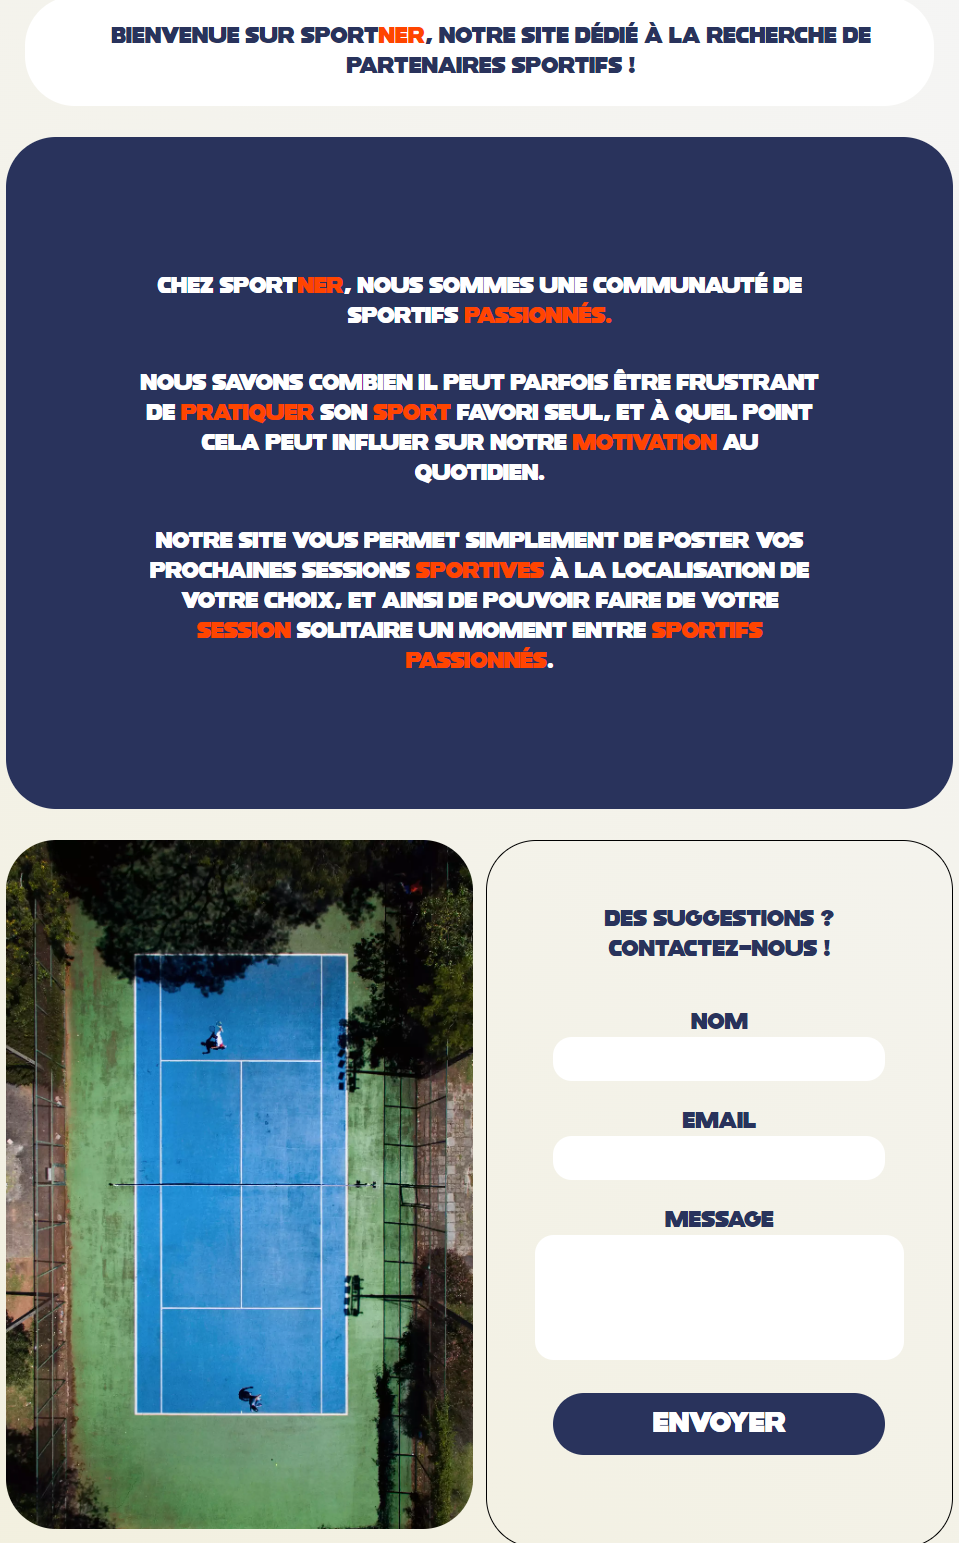 BIENVENUE SUR SPORTNER, NOTRE SITE DÉDIÉ À LA RECHERCHE DE
PARTENAIRES SPORTIFS !
CHEZ SPORTNER, NOUS SOMMES UNE COMMUNAUTÉ DE
SPORTIFS PASSIONNÉS.
NOUS SAVONS COMBIEN IL PEUT PARFOIS ÊTRE FRUSTRANT
DE PRATIQUER SON SPORT FAVORI SEUL, ET À QUEL POINT
CELA PEUT INFLUER SUR NOTRE MOTIVATION AU
QUOTIDIEN.
NOTRE SITE VOUS PERMET SIMPLEMENT DE POSTER VOS
PROCHAINES SESSIONS SPORTIVES À LA LOCALISATION DE
VOTRE CHOIX, ET AINSI DE POUVOIR FAIRE DE VOTRE
SESSION SOLITAIRE UN MOMENT ENTRE SPORTIFS
PASSIONNÉS.
DES SUGGESTIONS ?
CONTACTEZ-NOUS !
NOM
EMAIL
MESSAGE
ENVOYER